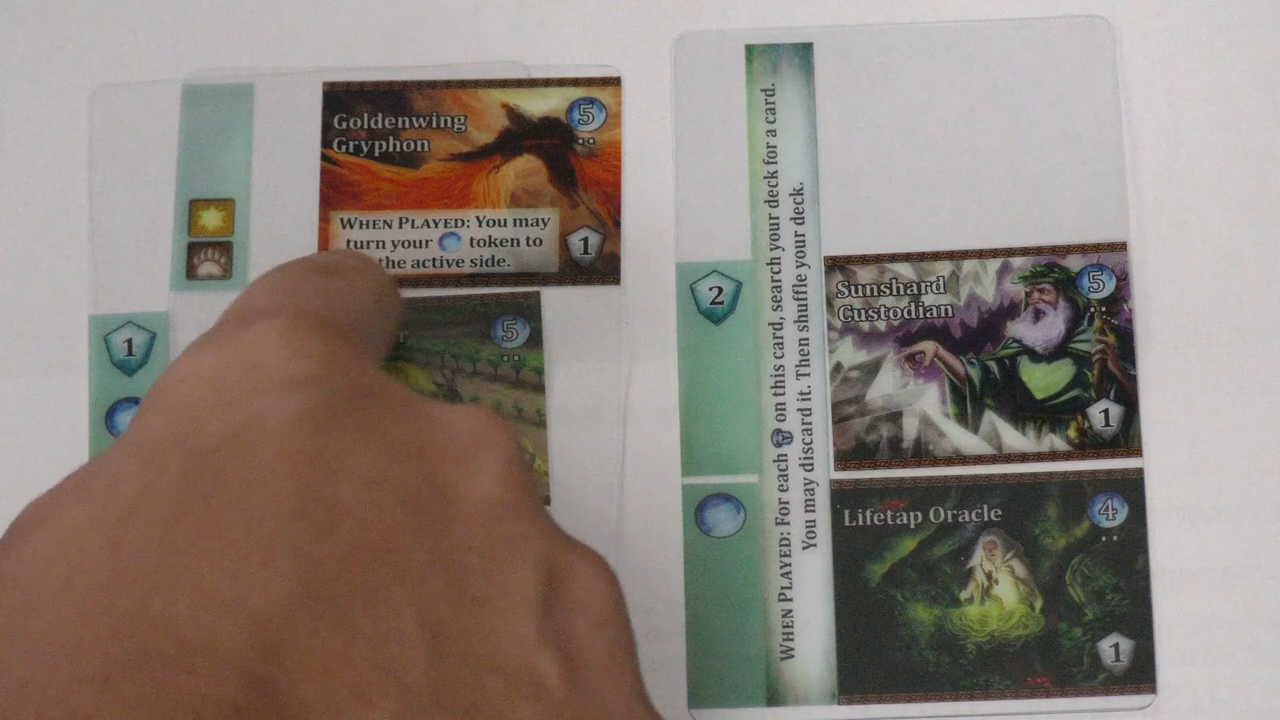 Goldenwing
Gryphon
5
WHEN PLAYED: You may
turn your token to
the active side.
1
1
5
WHEN PLAYED: For each on this card, search your deck for a card.
You may discard it. Then shuffle your deck.
2
Sunshard
Custodian
5
1
Lifetap Oracle
4
1